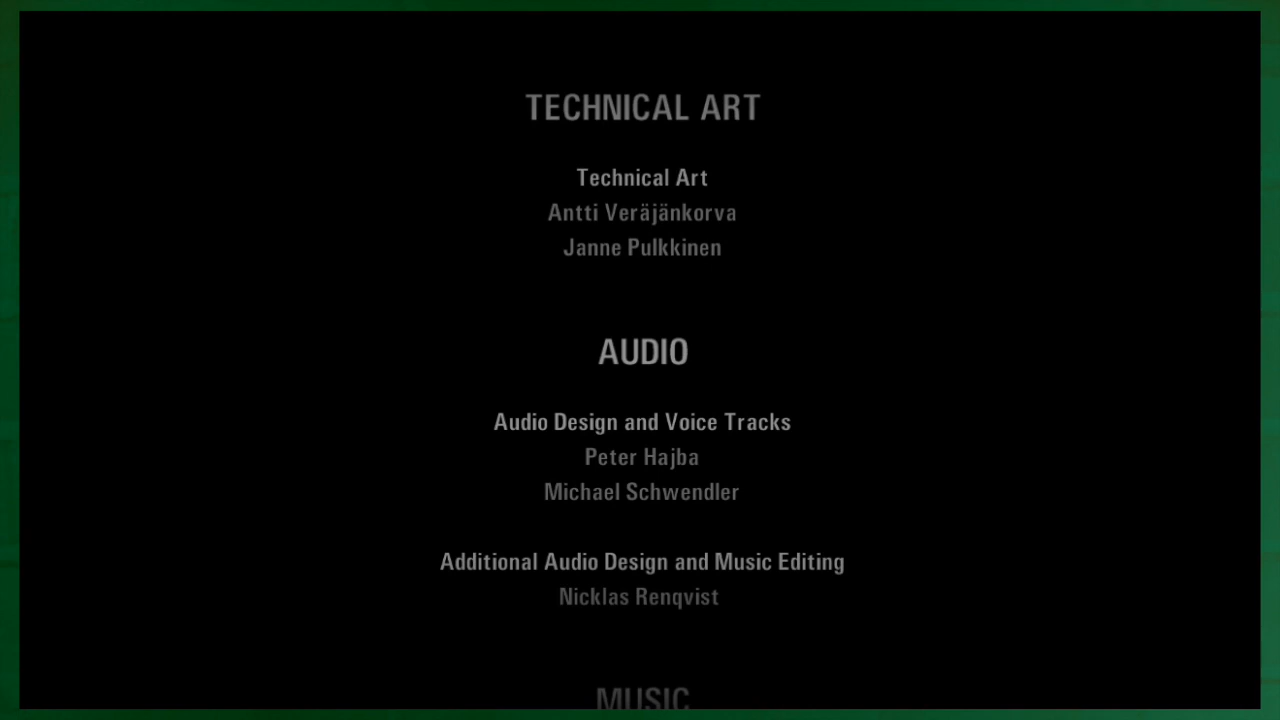 TECHNICAL ART
Technical Art
Antti Veräjänkorva
Janne Pulkkinen
AUDIO
Audio Design and Voice Tracks
Peter Hajba
Michael Schwendler
Additional Audio Design and Music Editing
Nicklas Renqvist
MUSIC